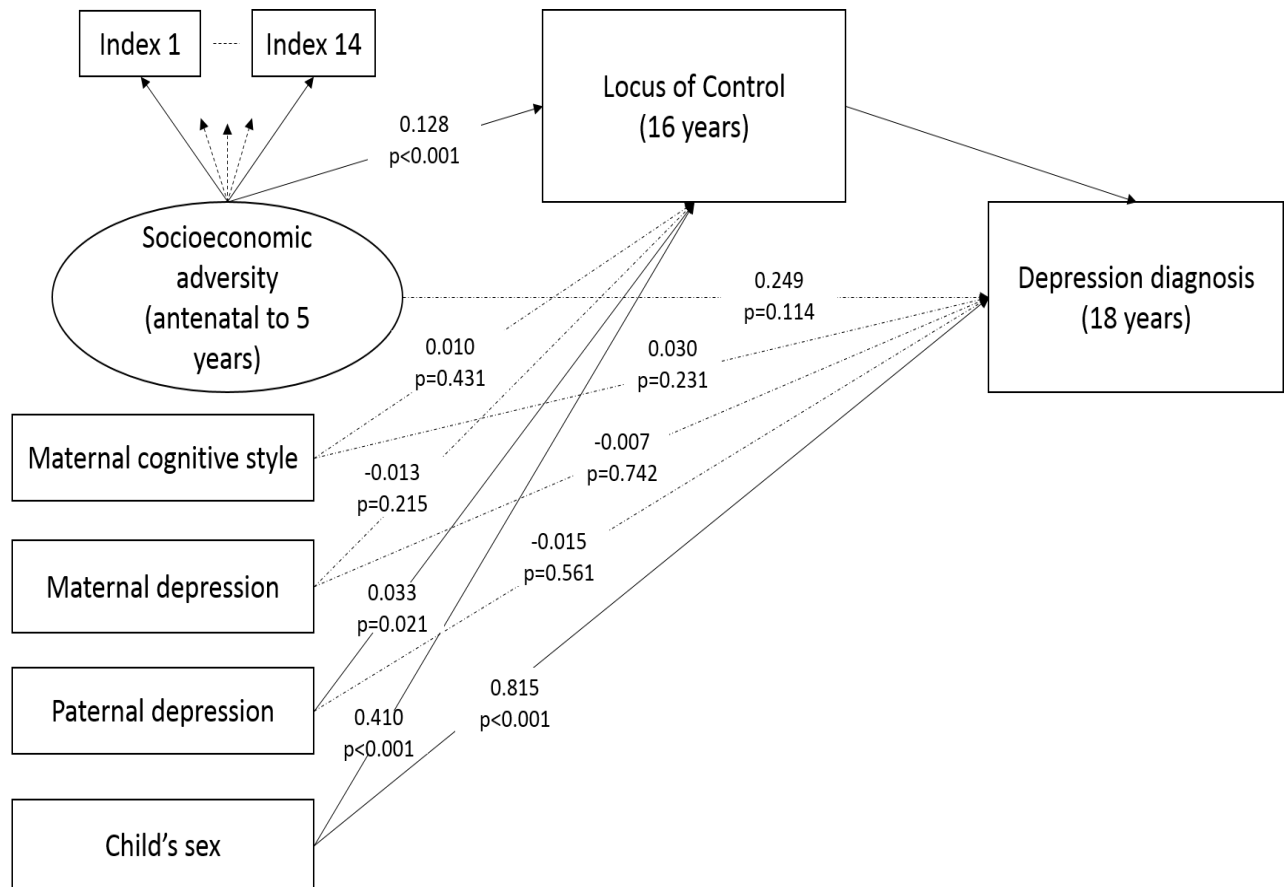 Index 1
Index 14
Locus of Control
(16 years)
0.128
p<0.001
Socioeconomic
adversity
(antenatal to 5
years)
Depression diagnosis
(18 years)
0.249
p=0.114
0.010
p=0.431
0.030
p=0.231
Maternal cognitive style
-0.007
p=0.742
-0.013
p=0.215
Maternal depression
-0.015
p=0.561
0.033
p=0.021
Paternal depression
0.815
p<0.001
0.410
p<0.001
Child’s sex